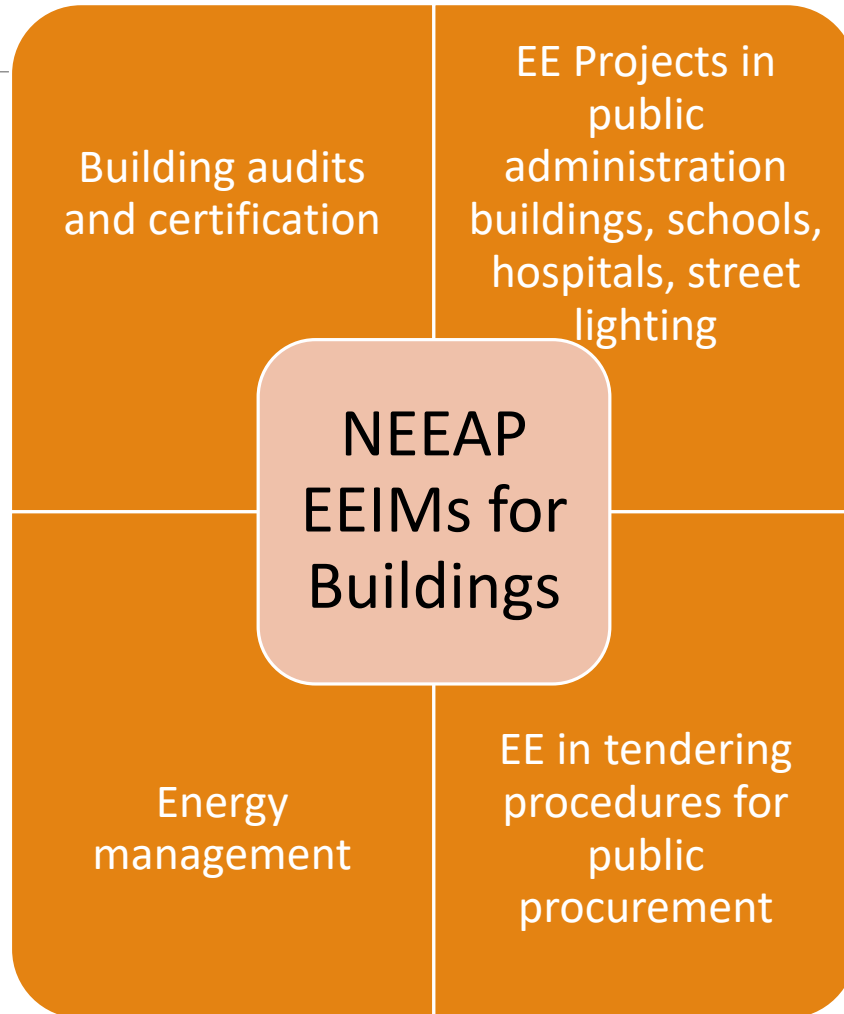 Building audits
and certification
EE Projects in
public
administration
buildings, schools,
hospitals, street
lighting
NEEAP
EEIMs for
Buildings
Energy
management
EE in tendering
procedures for
public
procurement